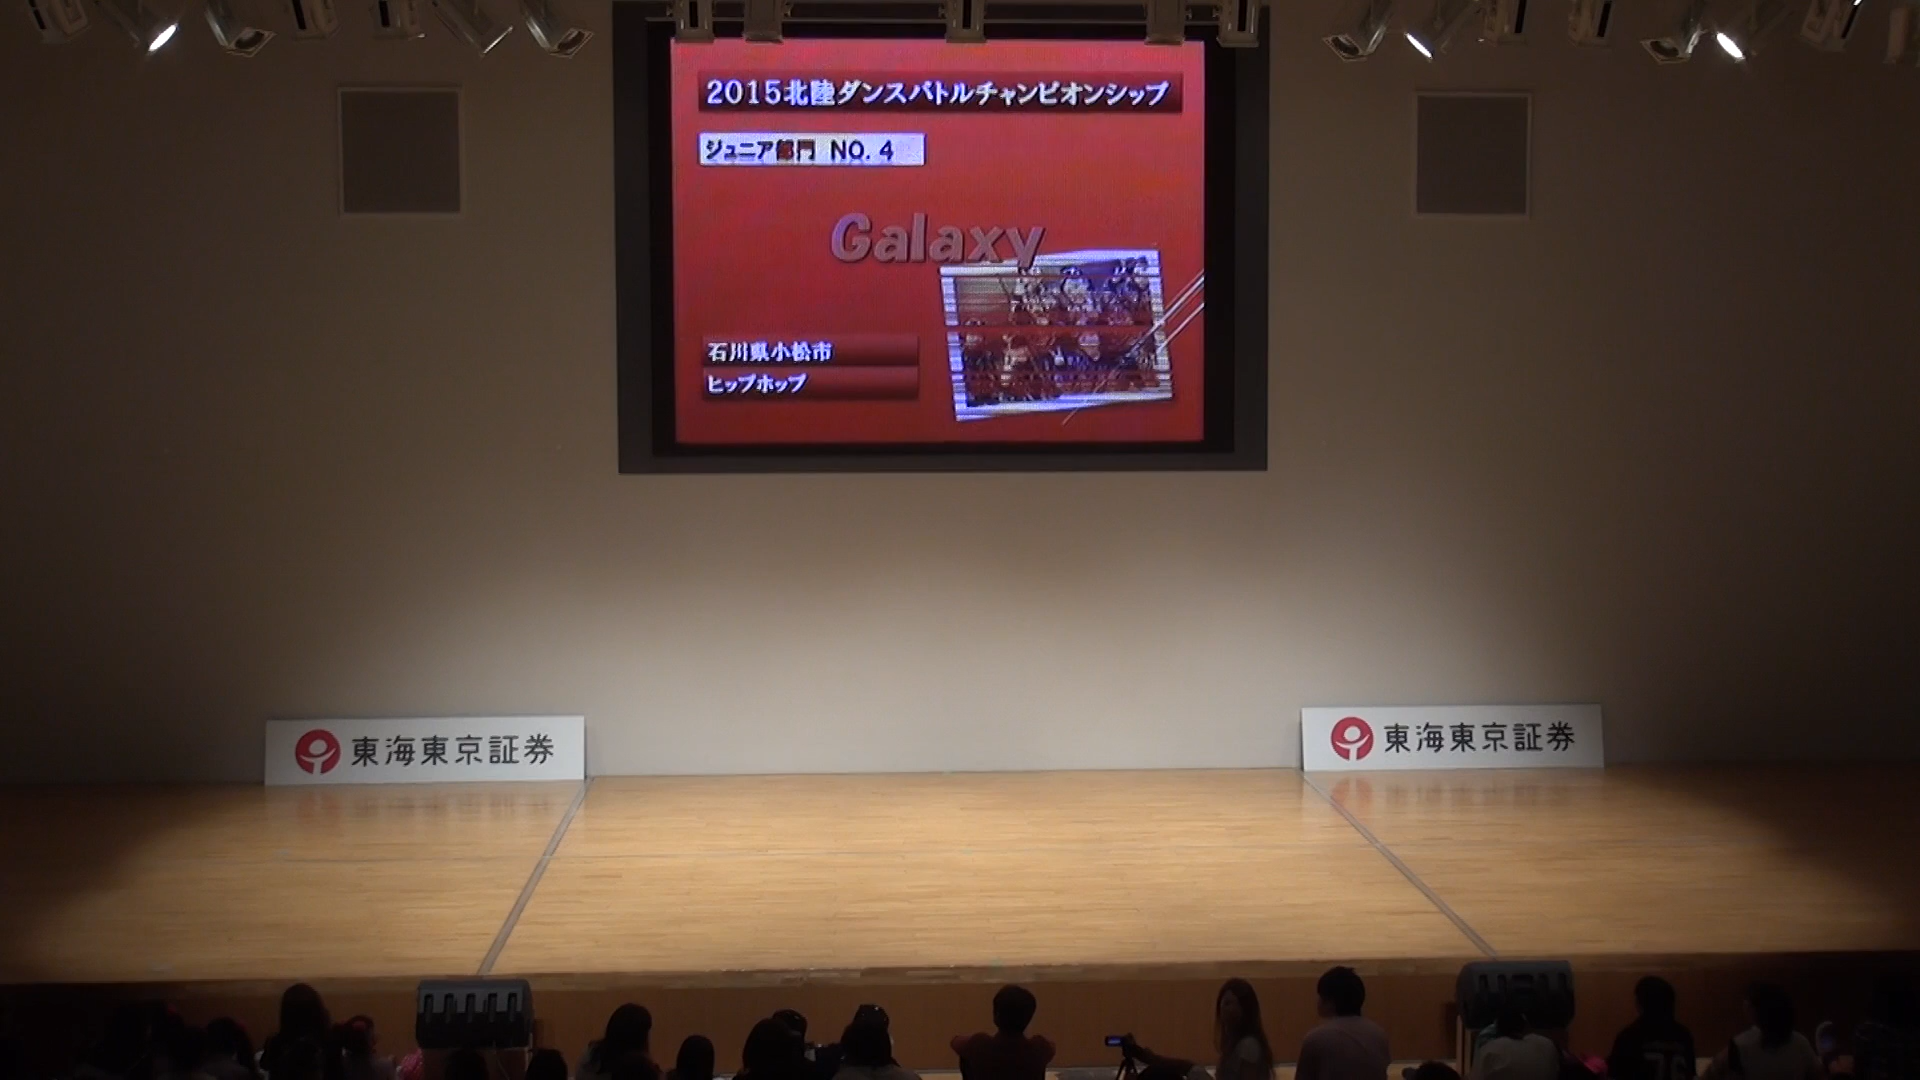 2015北陸ダンスバトルチャンピオンシップ
ジュニア部門 NO. 4
Galaxy
石川県小松市
ヒップホップ
東海東京証券
東海東京証券